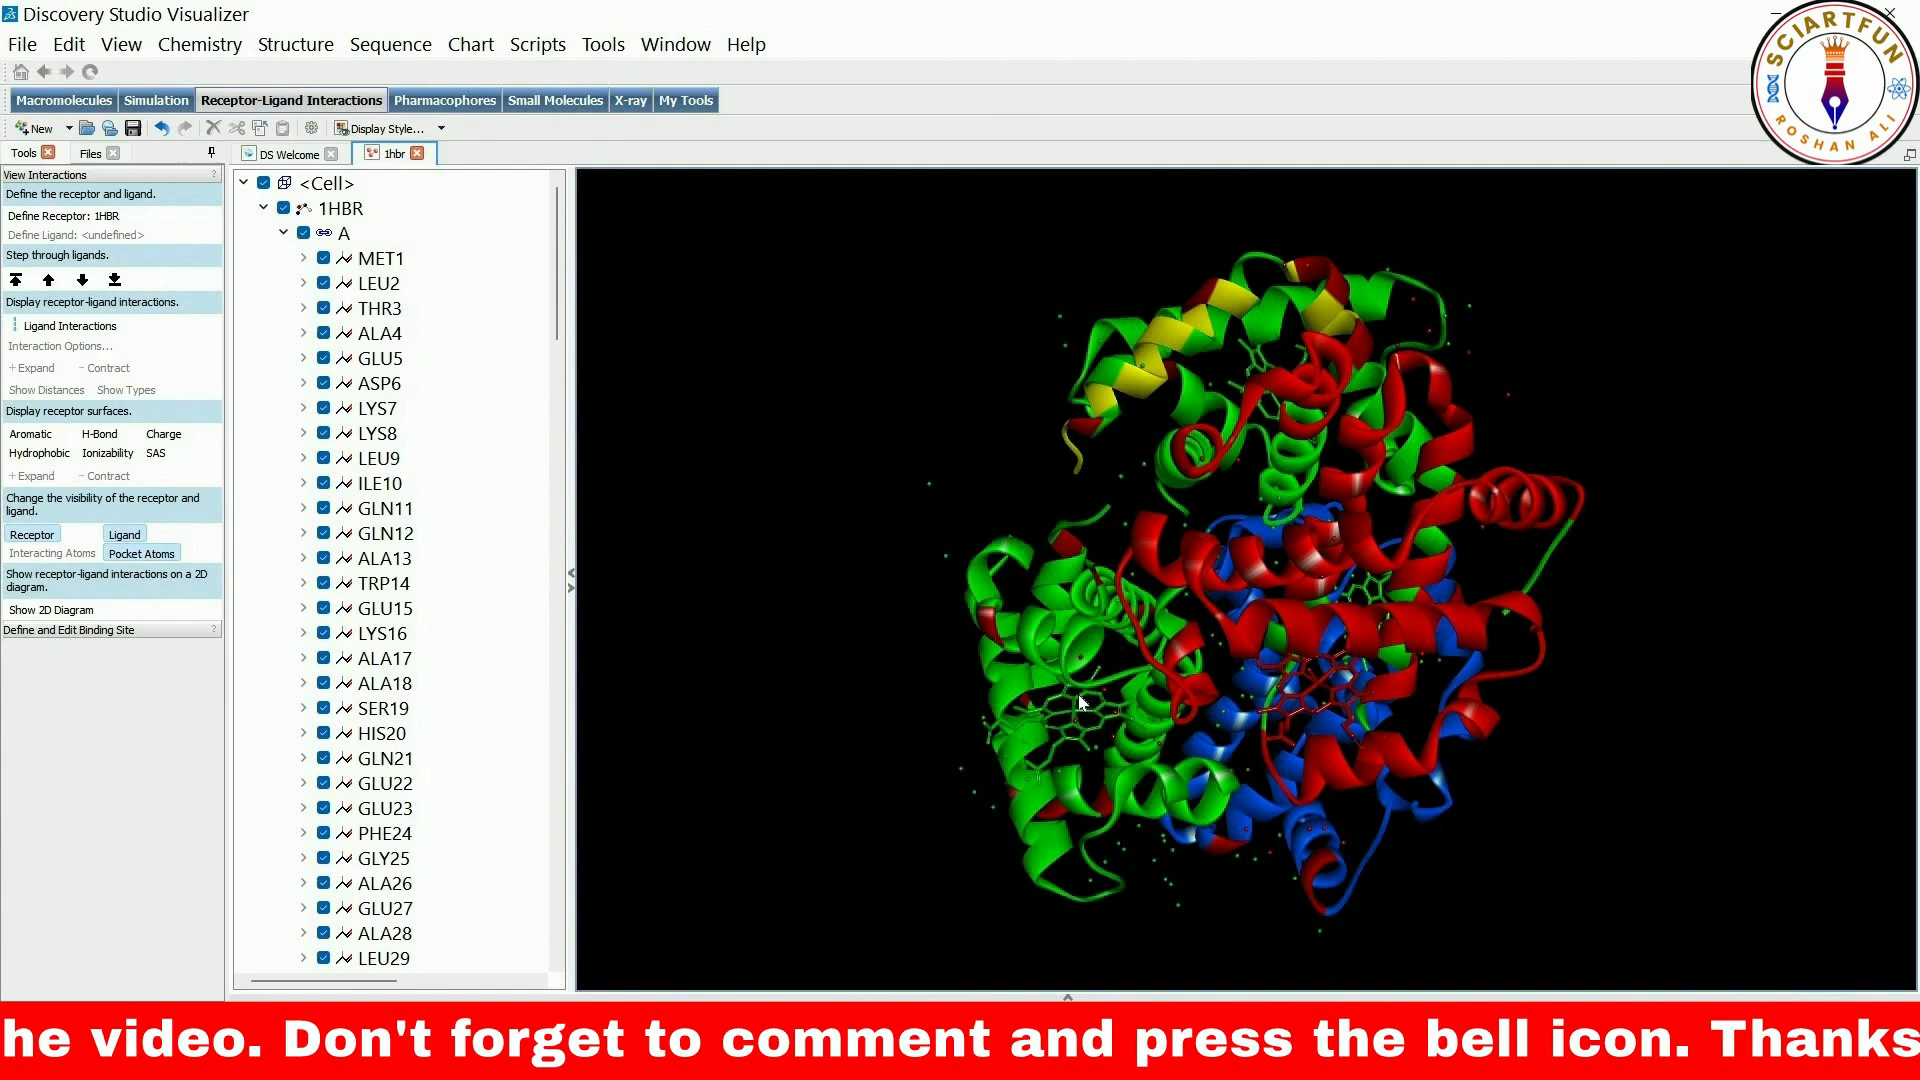 Discovery Studio Visualizer
File Edit View Chemistry Structure Sequence Chart Scripts Tools Window Help
Macromolecules Simulation Receptor-Ligand Interactions Pharmacophores Small Molecules X-ray My Tools
New Display Style...
Tools Files DS Welcome 1hbr
View Interactions ?
Define the receptor and ligand.
Define Receptor: 1HBR
Define Ligand: <undefined>
Step through ligands.
Display receptor-ligand interactions.
Ligand Interactions
Interaction Options...
+Expand - Contract
Show Distances Show Types
Display receptor surfaces.
Aromatic H-Bond Charge
Hydrophobic Ionizability SAS
+Expand - Contract
Change the visibility of the receptor and
ligand.
Receptor Ligand
Interacting Atoms Pocket Atoms
Show receptor-ligand interactions on a 2D
diagram.
Show 2D Diagram
Define and Edit Binding Site ?
<Cell>
1HBR
A
MET1
LEU2
THR3
ALA4
GLU5
ASP6
LYS7
LYS8
LEU9
ILE10
GLN11
GLN12
ALA13
TRP14
GLU15
LYS16
ALA17
ALA18
SER19
HIS20
GLN21
GLU22
GLU23
PHE24
GLY25
ALA26
GLU27
ALA28
LEU29
SCIARTFUN
ROSHAN ALI
he video. Don't forget to comment and press the bell icon. Thanks